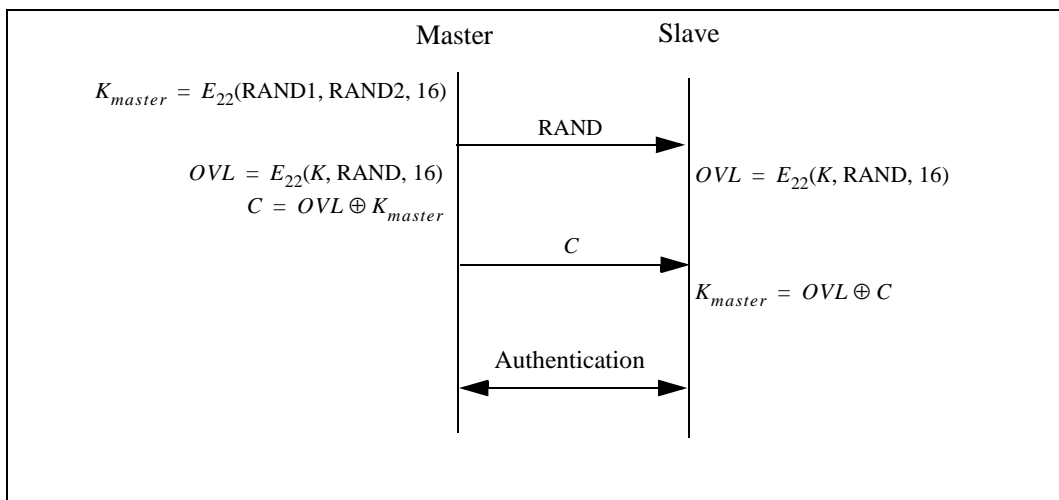 Master Slave
K_master = E_22(RAND1, RAND2, 16)
RAND
OVL = E_22(K, RAND, 16) OVL = E_22(K, RAND, 16)
C = OVL ⊕ K_master
C
K_master = OVL ⊕ C
Authentication